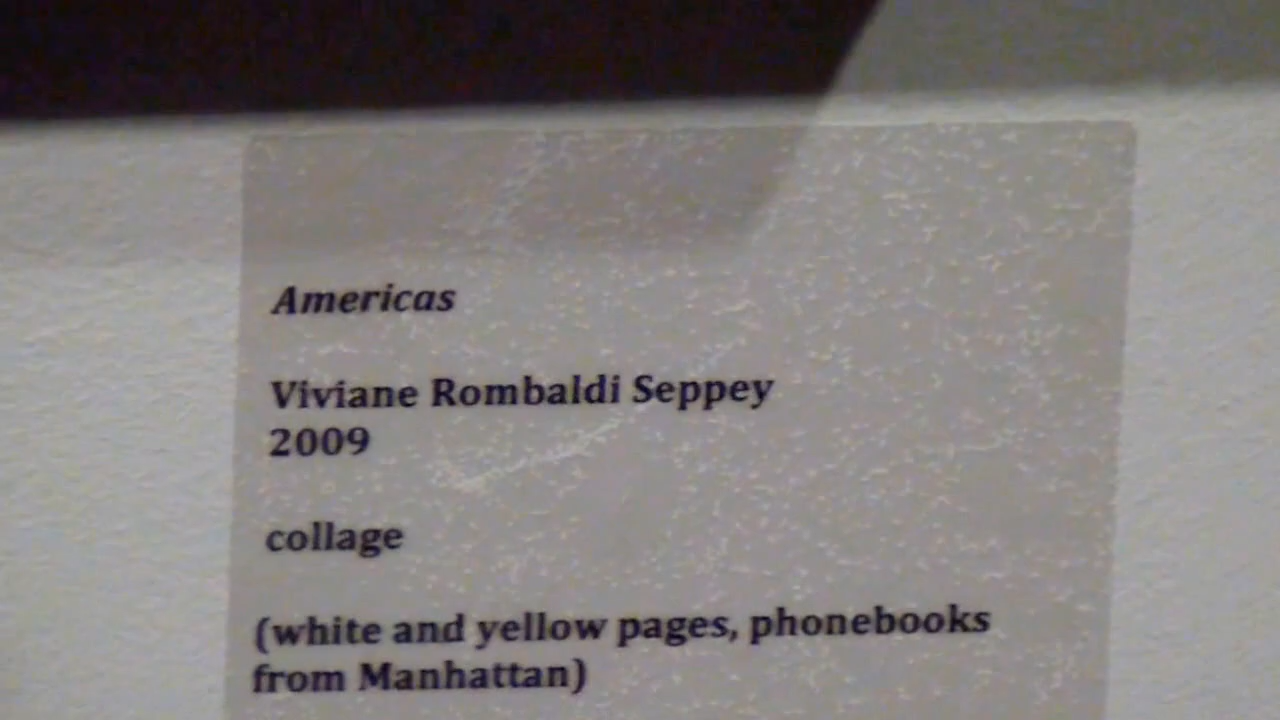 Americas
Viviane Rombaldi Seppey
2009
collage
(white and yellow pages, phonebooks
from Manhattan)